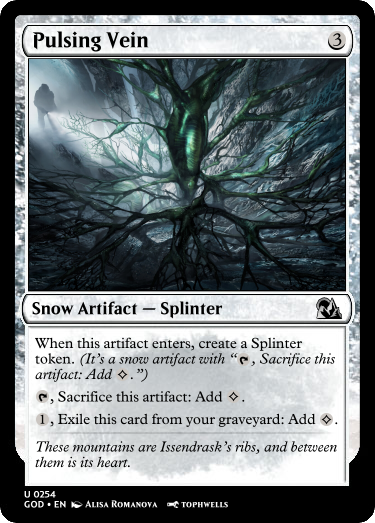 Pulsing Vein 3
Snow Artifact — Splinter
When this artifact enters, create a Splinter
token. (It's a snow artifact with “, Sacrifice this
artifact: Add .”)
, Sacrifice this artifact: Add .
1, Exile this card from your graveyard: Add .
These mountains are Issendrask's ribs, and between
them is its heart.
U 0254
GOD • EN Alisa Romanova TOPHWELLS